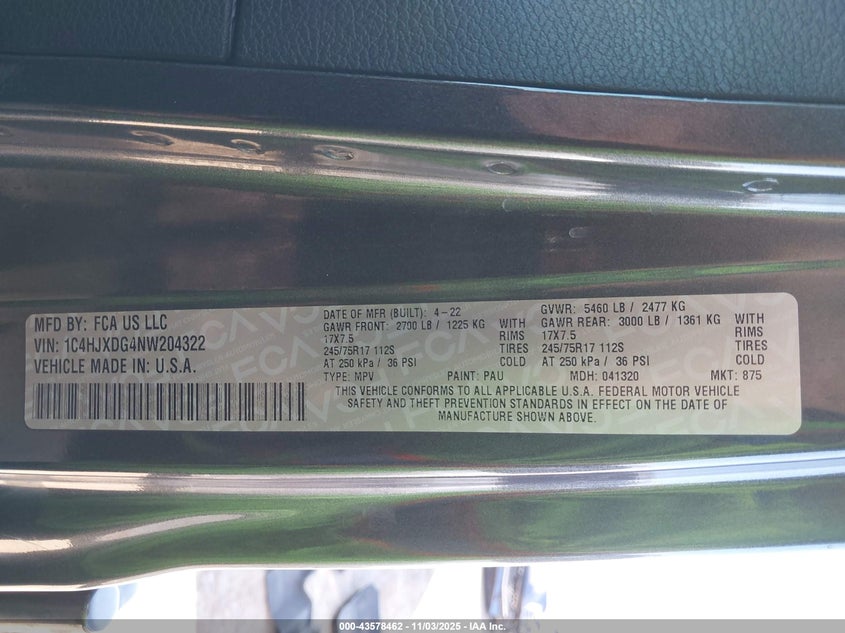 MFD BY: FCA US LLC
VIN: 1C4HJXDG4NW204322
VEHICLE MADE IN: U.S.A.
DATE OF MFR (BUILT): 4-22
GAWR FRONT: 2700 LB / 1225 KG WITH
17X7.5 RIMS
245/75R17 112S TIRES
AT 250 kPa / 36 PSI COLD
GVWR: 5460 LB / 2477 KG
GAWR REAR: 3000 LB / 1361 KG WITH
17X7.5 RIMS
245/75R17 112S TIRES
AT 250 kPa / 36 PSI COLD
TYPE: MPV PAINT: PAU MDH: 041320 MKT: 875
THIS VEHICLE CONFORMS TO ALL APPLICABLE U.S.A. FEDERAL MOTOR VEHICLE
SAFETY AND THEFT PREVENTION STANDARDS IN EFFECT ON THE DATE OF
MANUFACTURE SHOWN ABOVE.
000-43578462 - 11/03/2025 - IAA Inc.